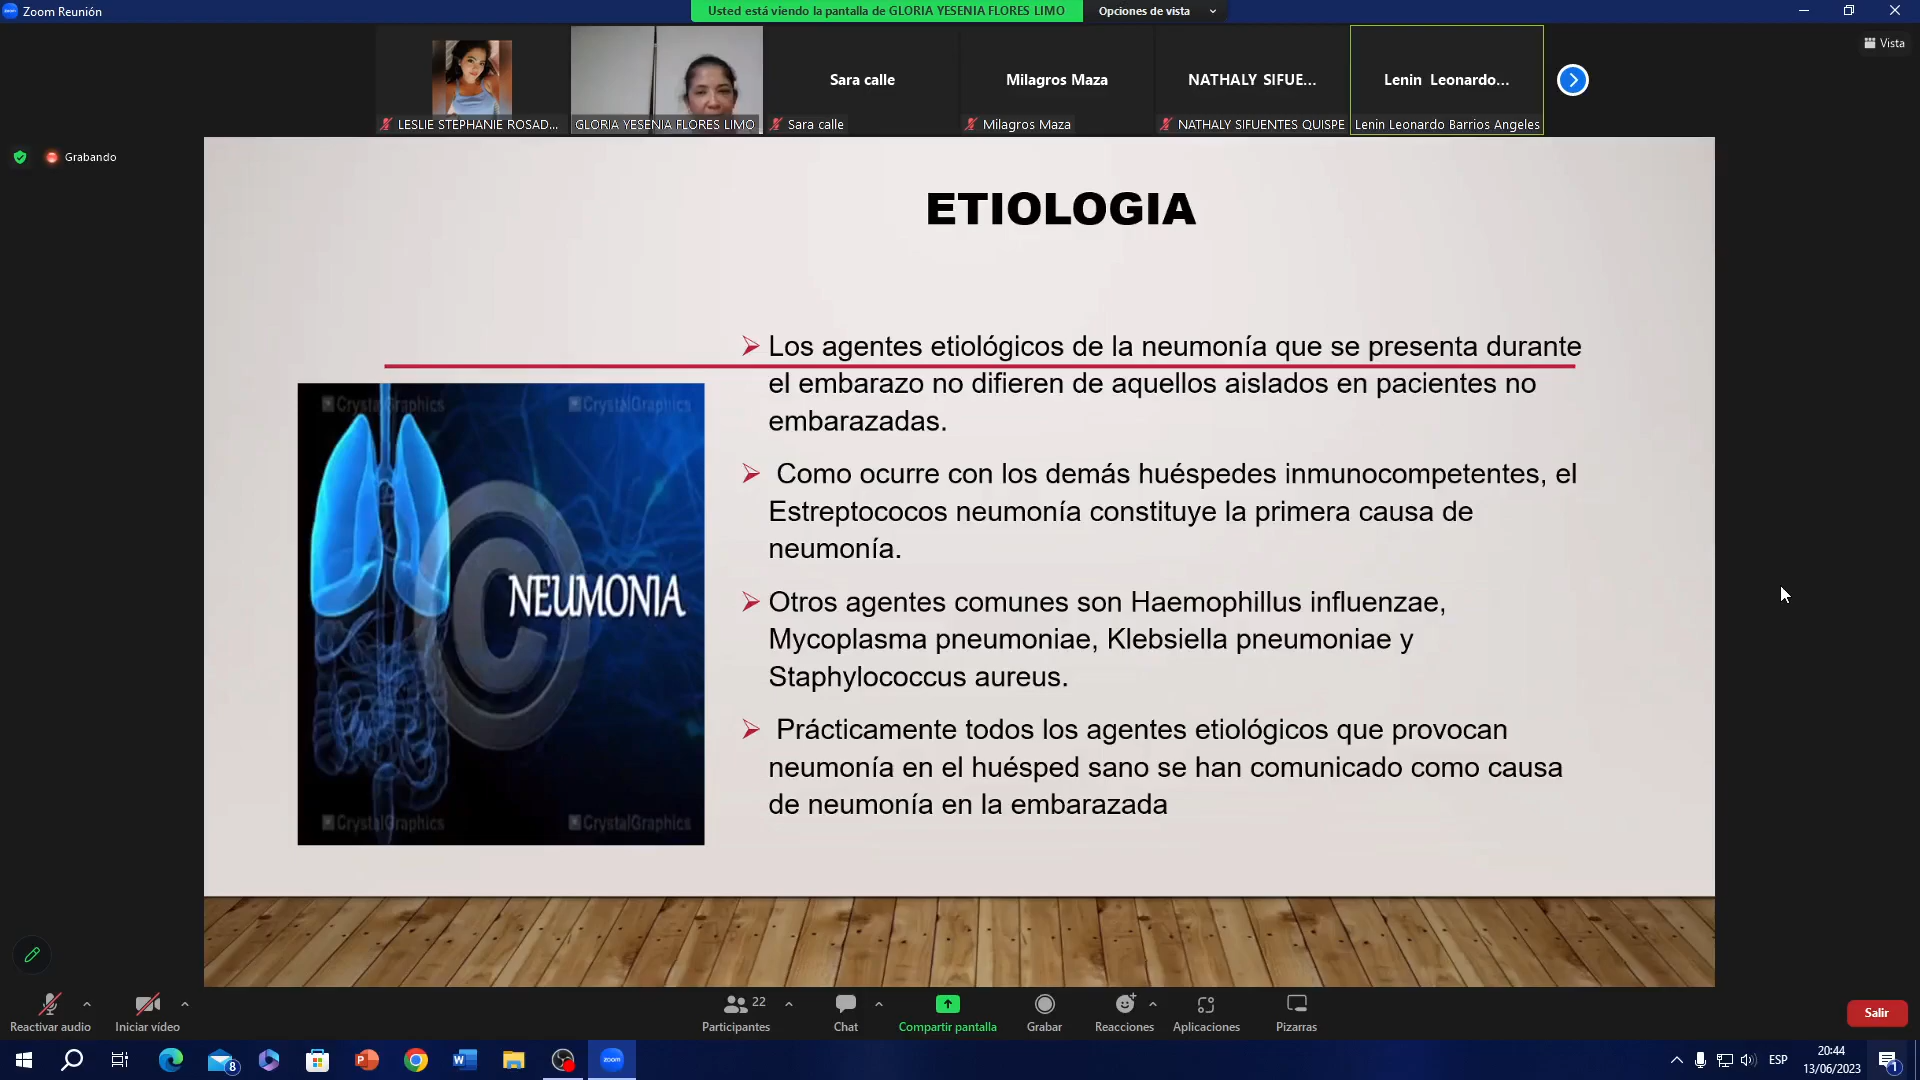 Zoom Reunión
Usted está viendo la pantalla de GLORIA YESENIA FLORES LIMO
Opciones de vista
Vista
Sara calle
Milagros Maza
NATHALY SIFUE...
Lenin Leonardo...
LESLIE STEPHANIE ROSAD...
GLORIA YESENIA FLORES LIMO
Sara calle
Milagros Maza
NATHALY SIFUENTES QUISPE
Lenin Leonardo Barrios Angeles
Grabando
ETIOLOGIA
Los agentes etiológicos de la neumonía que se presenta durante
el embarazo no difieren de aquellos aislados en pacientes no
embarazadas.
Como ocurre con los demás huéspedes inmunocompetentes, el
Estreptococos neumonía constituye la primera causa de
neumonía.
Otros agentes comunes son Haemophillus influenzae,
Mycoplasma pneumoniae, Klebsiella pneumoniae y
Staphylococcus aureus.
Prácticamente todos los agentes etiológicos que provocan
neumonía en el huésped sano se han comunicado como causa
de neumonía en la embarazada
CrystalGraphics
CrystalGraphics
C
NEUMONIA
CrystalGraphics
CrystalGraphics
Reactivar audio
Iniciar vídeo
22
Participantes
Chat
Compartir pantalla
Grabar
Reacciones
Aplicaciones
Pizarras
Salir
8
zoom
ESP
20:44
13/06/2023
1